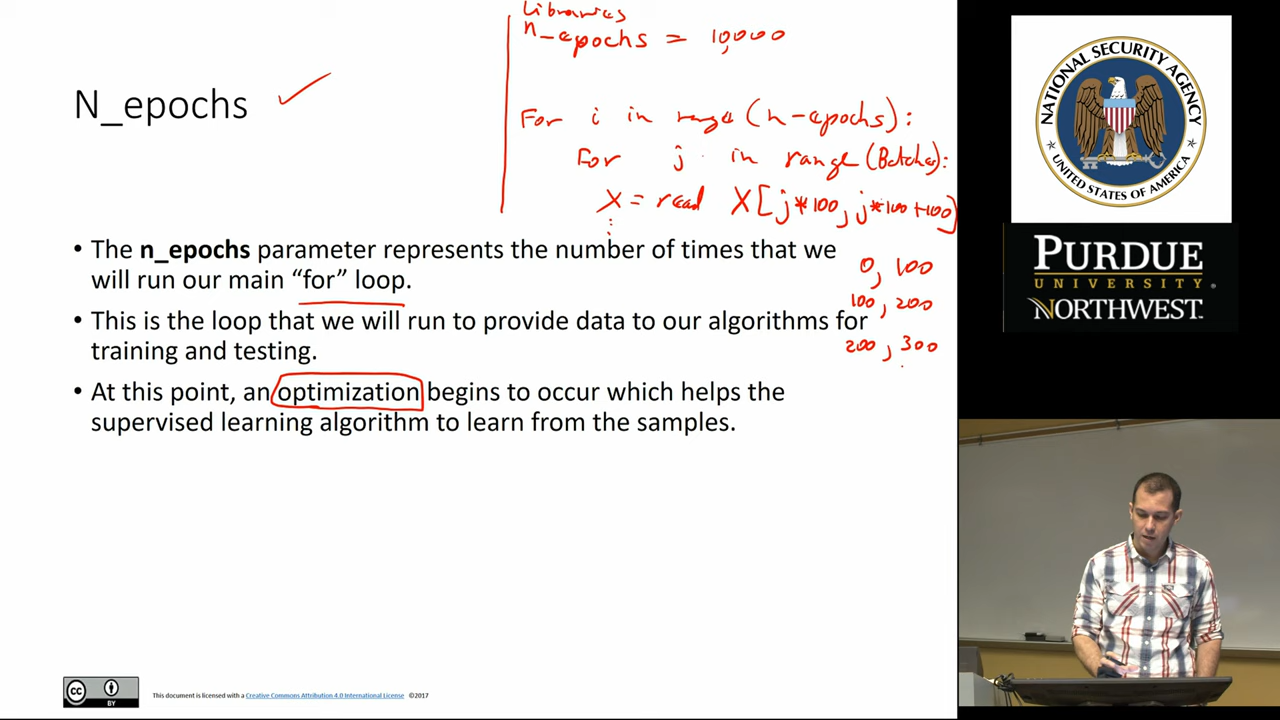 Libraries
n_epochs = 10,000
N_epochs
For i in range (n-epochs):
For j in range (Batches):
X = read X[j*100, j*100+100]
• The n_epochs parameter represents the number of times that we
will run our main “for” loop.
0, 100
100, 200
• This is the loop that we will run to provide data to our algorithms for
training and testing.
200, 300
• At this point, an optimization begins to occur which helps the
supervised learning algorithm to learn from the samples.
cc
BY
This document is licensed with a Creative Commons Attribution 4.0 International License ©2017
NATIONAL SECURITY AGENCY
UNITED STATES OF AMERICA
PURDUE
UNIVERSITY
NORTHWEST